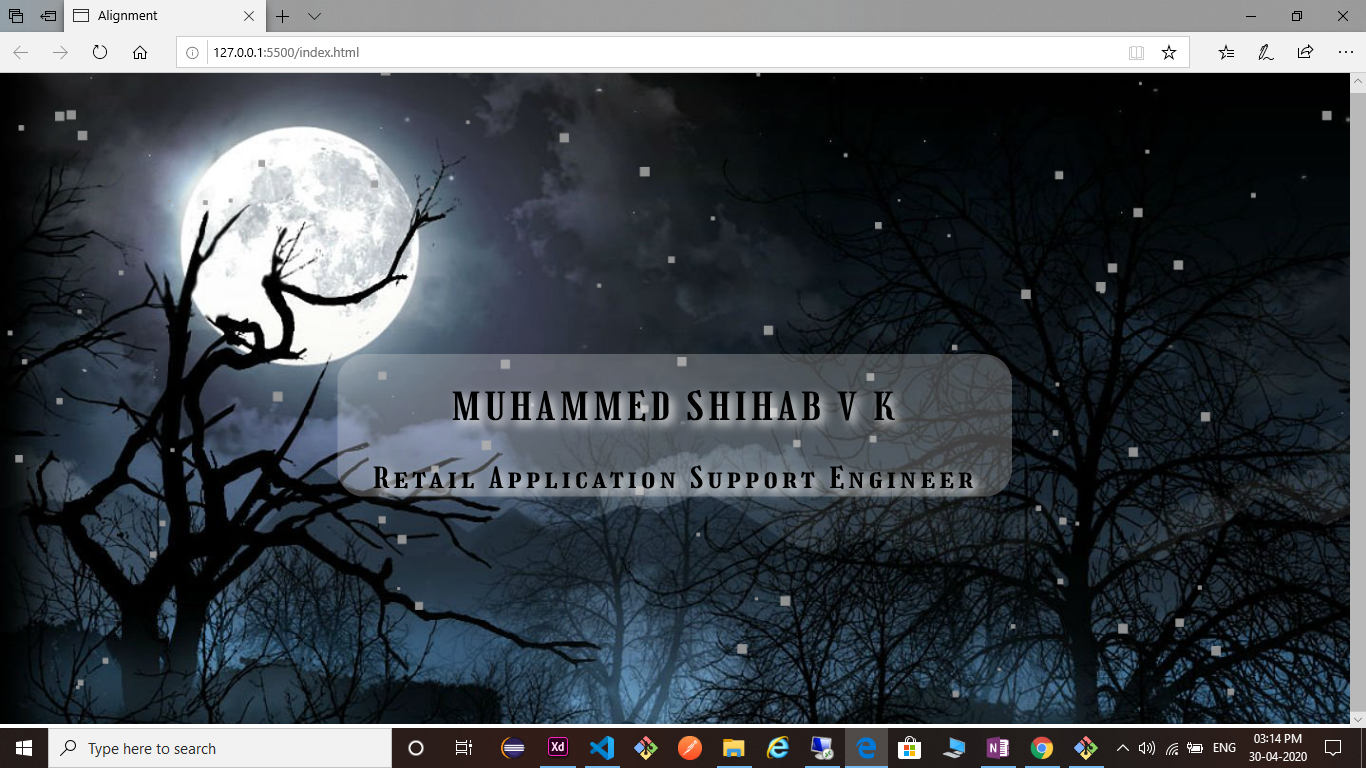 Alignment
127.0.0.1:5500/index.html
MUHAMMED SHIHAB V K
Retail Application Support Engineer
Type here to search
Xd
N
ENG
03:14 PM
30-04-2020